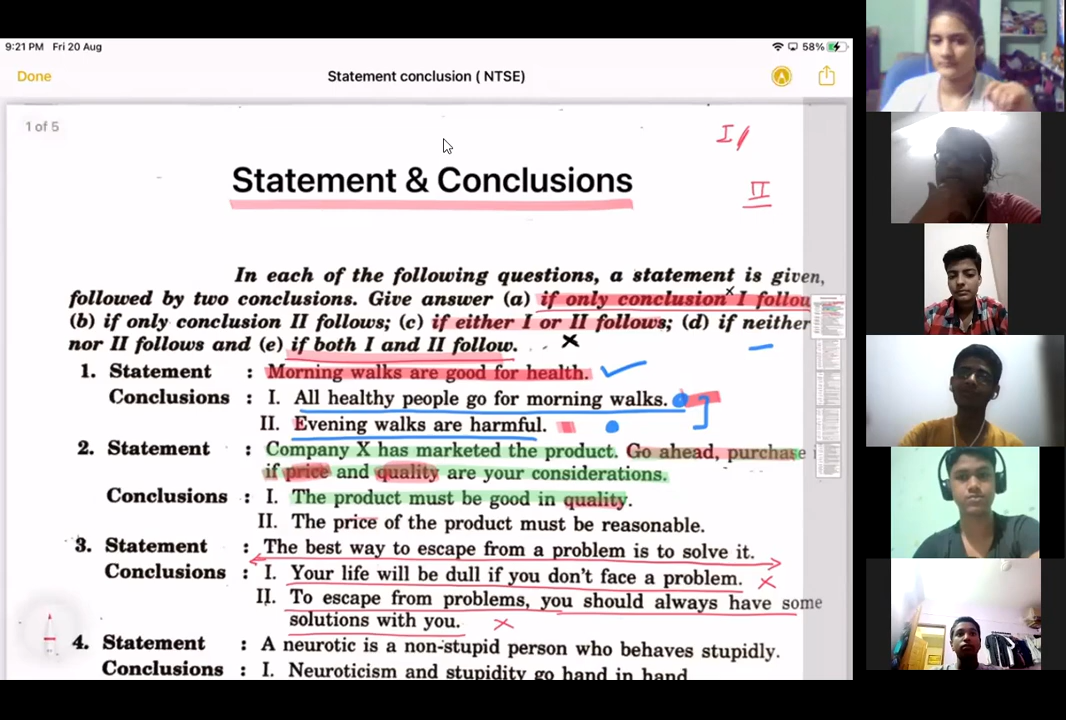 9:21 PM Fri 20 Aug
58%
Done
Statement conclusion ( NTSE)
1 of 5
I
II
Statement & Conclusions
In each of the following questions, a statement is given,
followed by two conclusions. Give answer (a) if only conclusion I follow
(b) if only conclusion II follows; (c) if either I or II follows; (d) if neither
nor II follows and (e) if both I and II follow.
1. Statement : Morning walks are good for health.
Conclusions : I. All healthy people go for morning walks.
II. Evening walks are harmful.
2. Statement : Company X has marketed the product. Go ahead, purchase
if price and quality are your considerations.
Conclusions : I. The product must be good in quality.
II. The price of the product must be reasonable.
3. Statement : The best way to escape from a problem is to solve it.
Conclusions : I. Your life will be dull if you don't face a problem.
II. To escape from problems, you should always have some
solutions with you.
4. Statement : A neurotic is a non-stupid person who behaves stupidly.
Conclusions : I. Neuroticism and stupidity go hand in hand